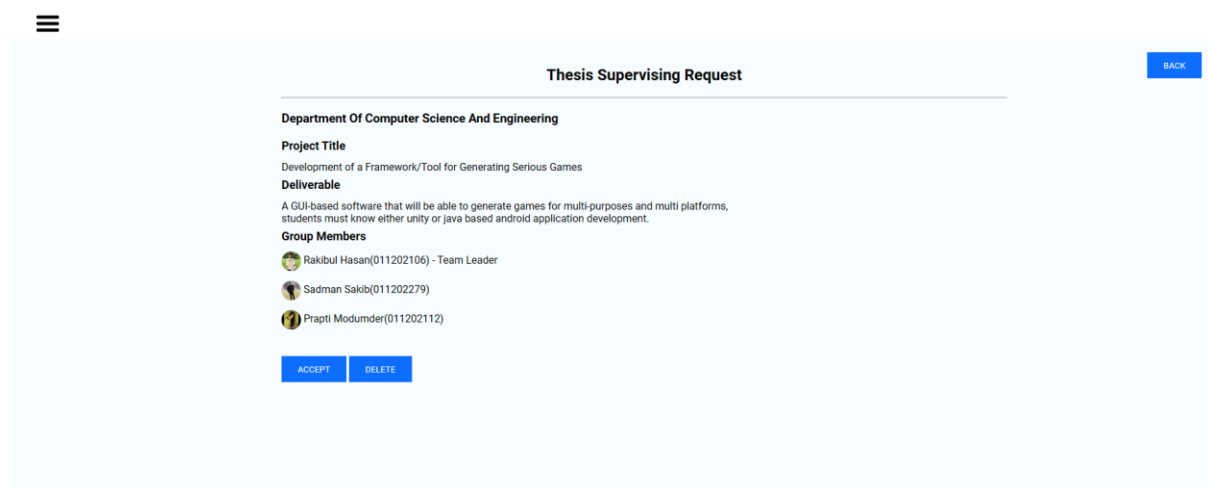 BACK
Thesis Supervising Request
Department Of Computer Science And Engineering
Project Title
Development of a Framework/Tool for Generating Serious Games
Deliverable
A GUI-based software that will be able to generate games for multi-purposes and multi platforms,
students must know either unity or java based android application development.
Group Members
Rakibul Hasan(011202106) - Team Leader
Sadman Sakib(011202279)
Prapti Modumder(011202112)
ACCEPT DELETE